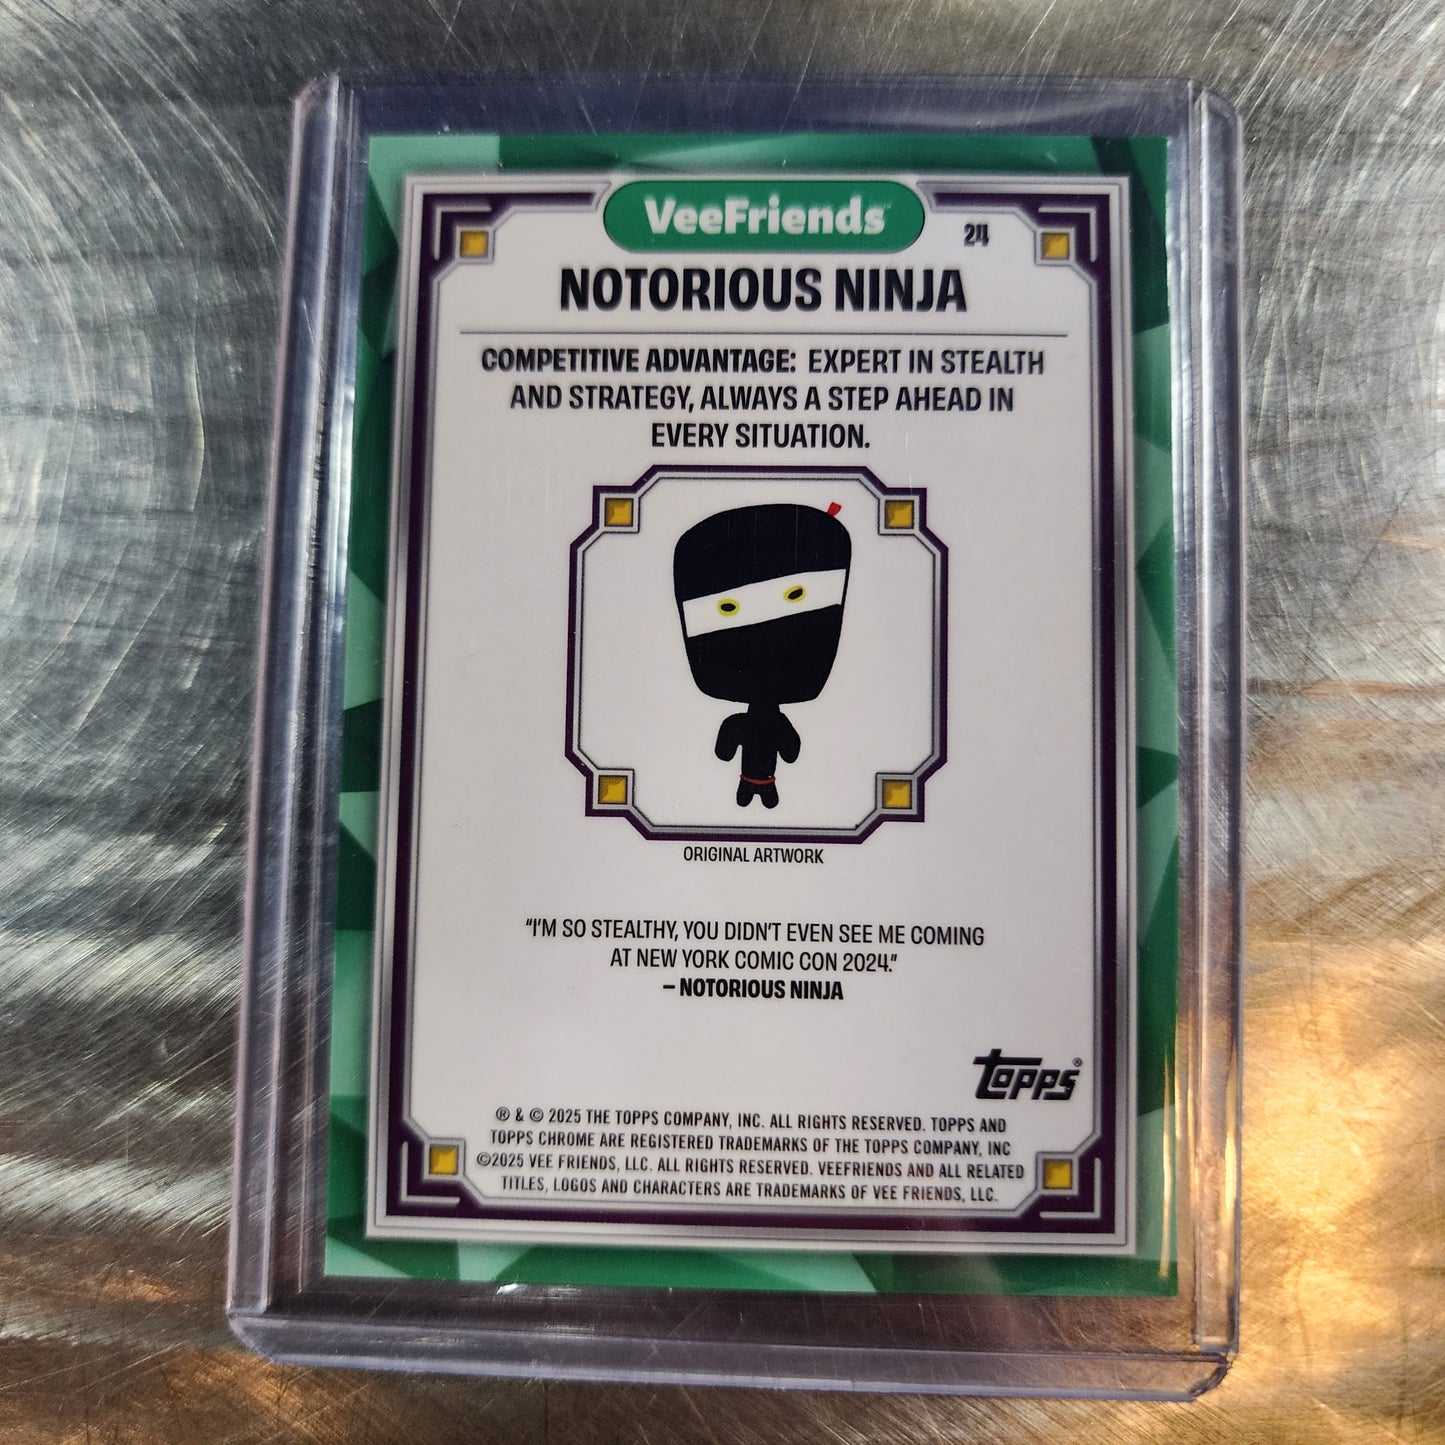 VeeFriends
24
NOTORIOUS NINJA
COMPETITIVE ADVANTAGE: EXPERT IN STEALTH
AND STRATEGY, ALWAYS A STEP AHEAD IN
EVERY SITUATION.
ORIGINAL ARTWORK
“I’M SO STEALTHY, YOU DIDN’T EVEN SEE ME COMING
AT NEW YORK COMIC CON 2024.”
– NOTORIOUS NINJA
topps®
® & © 2025 THE TOPPS COMPANY, INC. ALL RIGHTS RESERVED. TOPPS AND
TOPPS CHROME ARE REGISTERED TRADEMARKS OF THE TOPPS COMPANY, INC
©2025 VEE FRIENDS, LLC. ALL RIGHTS RESERVED. VEEFRIENDS AND ALL RELATED
TITLES, LOGOS AND CHARACTERS ARE TRADEMARKS OF VEE FRIENDS, LLC.